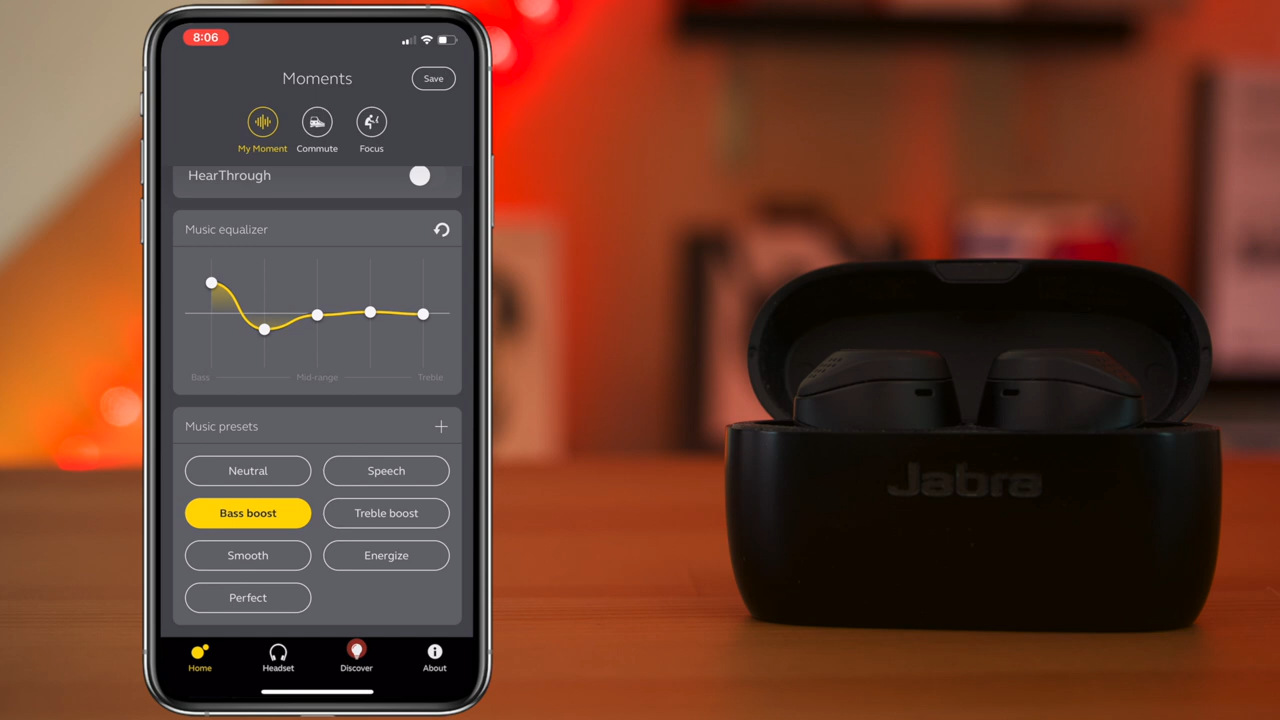 8:06
Moments
Save
My Moment
Commute
Focus
HearThrough
Music equalizer
Bass
Mid-range
Treble
Music presets
Neutral
Speech
Bass boost
Treble boost
Smooth
Energize
Perfect
Home
Headset
Discover
About
Jabra